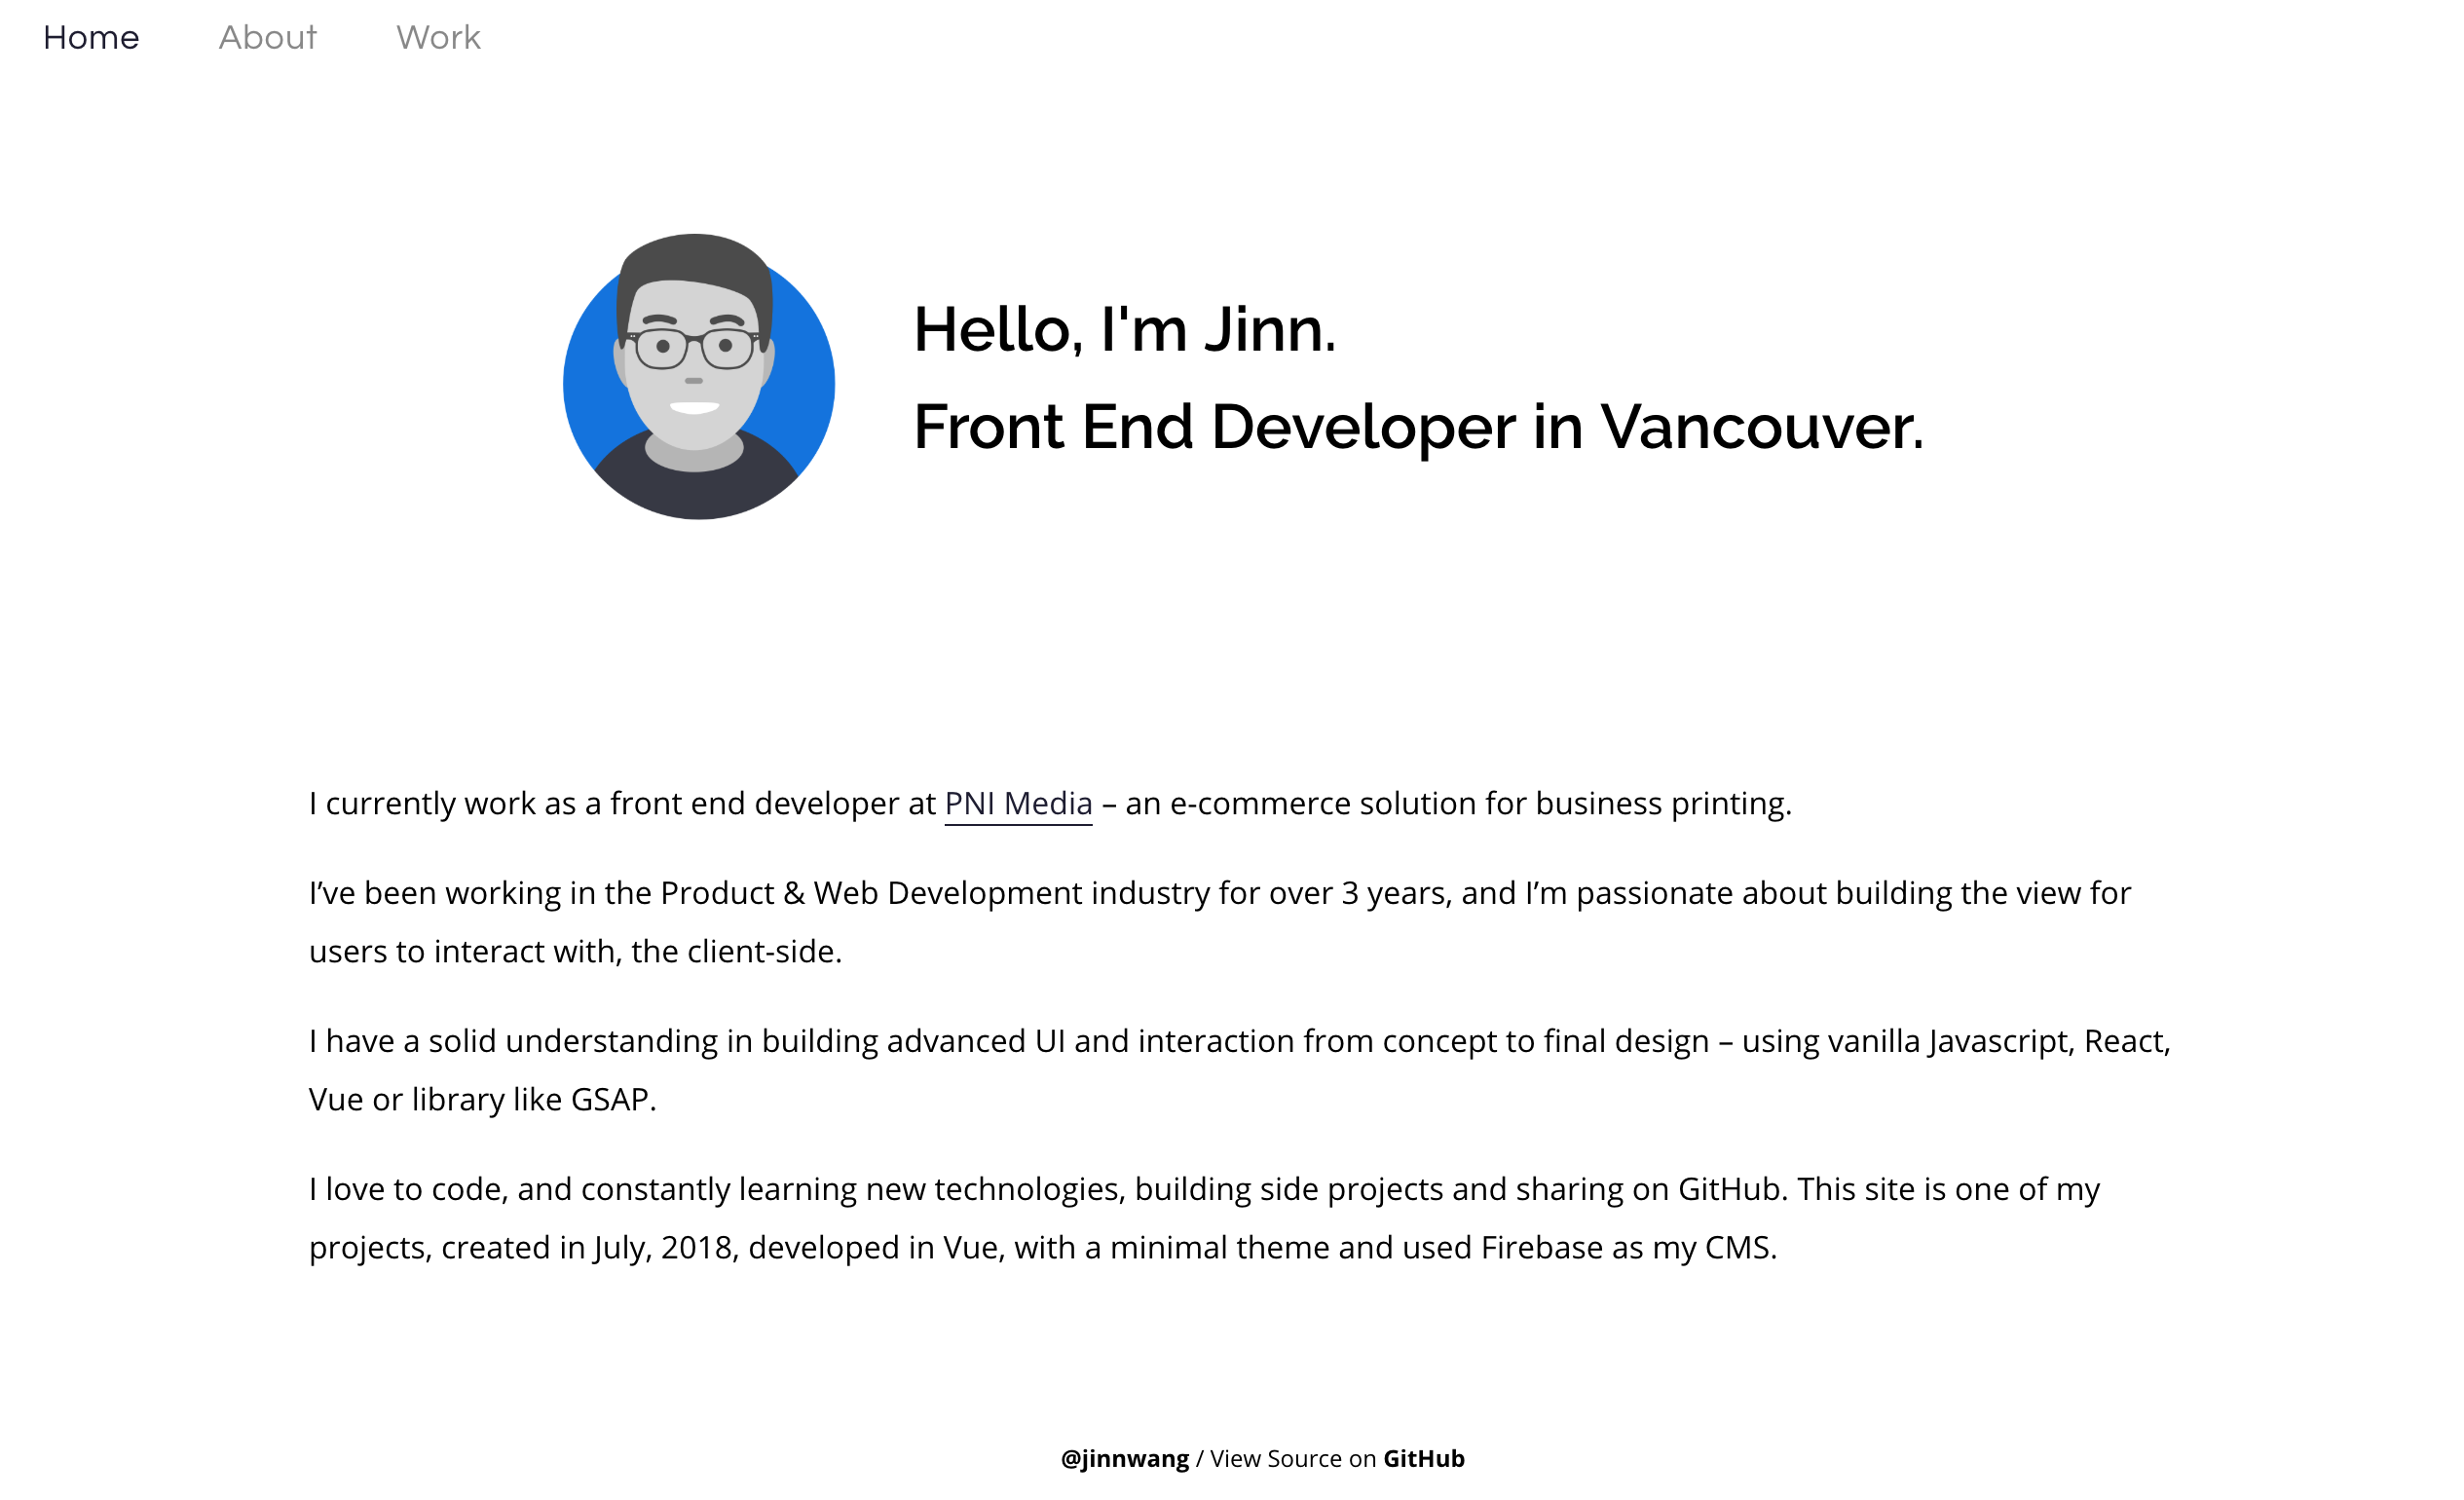 Home About Work
Hello, I'm Jinn.
Front End Developer in Vancouver.
I currently work as a front end developer at PNI Media – an e-commerce solution for business printing.
I’ve been working in the Product & Web Development industry for over 3 years, and I’m passionate about building the view for
users to interact with, the client-side.
I have a solid understanding in building advanced UI and interaction from concept to final design – using vanilla Javascript, React,
Vue or library like GSAP.
I love to code, and constantly learning new technologies, building side projects and sharing on GitHub. This site is one of my
projects, created in July, 2018, developed in Vue, with a minimal theme and used Firebase as my CMS.
@jinnwang / View Source on GitHub